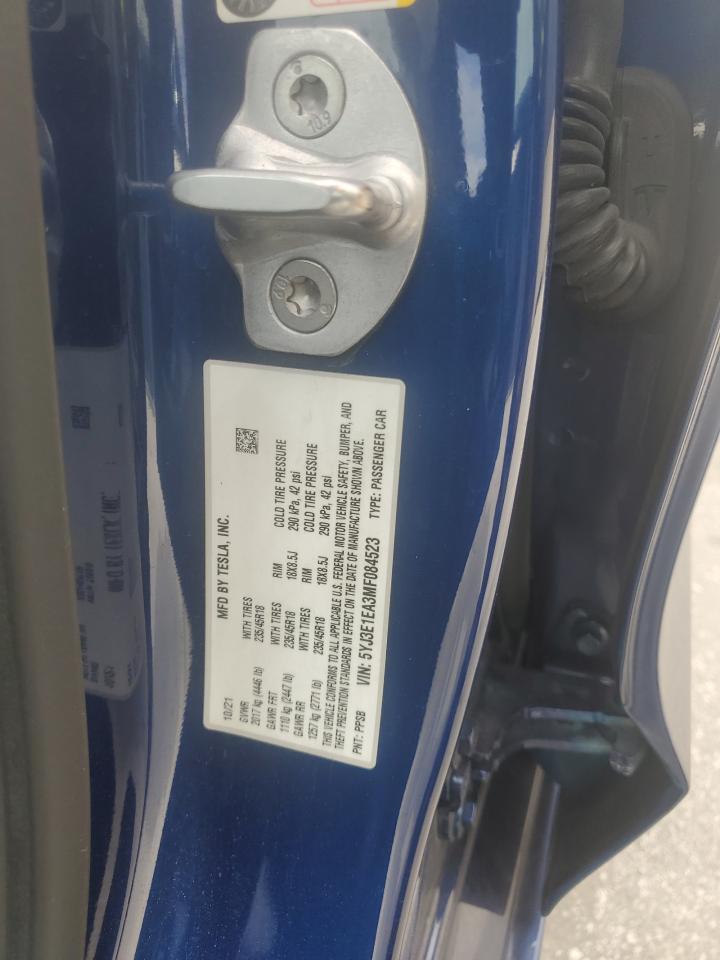 10.9
10.9
MFD BY TESLA, INC.
10/21
GVWR WITH TIRES RIM COLD TIRE PRESSURE
2017 kg (4446 lb) 235/45R18 18X8.5J 290 kPa, 42 psi
GAWR FRT WITH TIRES RIM COLD TIRE PRESSURE
1110 kg (2447 lb) 235/45R18 18X8.5J 290 kPa, 42 psi
GAWR RR WITH TIRES
1257 kg (2771 lb) 235/45R18
THIS VEHICLE CONFORMS TO ALL APPLICABLE U.S. FEDERAL MOTOR VEHICLE SAFETY, BUMPER, AND
THEFT PREVENTION STANDARDS IN EFFECT ON THE DATE OF MANUFACTURE SHOWN ABOVE.
PNT: PPSB VIN: 5YJ3E1EA3MF084523 TYPE: PASSENGER CAR